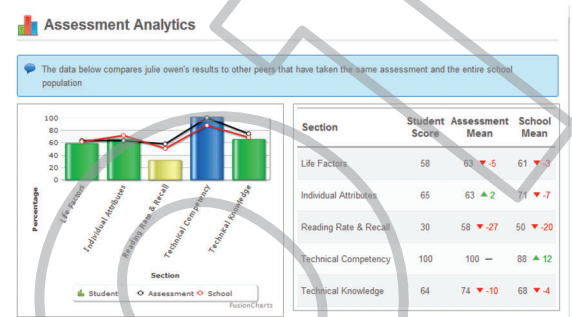 Assessment Analytics
The data below compares julie owen's results to other peers that have taken the same assessment and the entire school
population
100
80
60
40
20
0
Percentage
Life Factors
Individual Attributes
Reading Rate & Recall
Technical Competency
Technical Knowledge
Section
Student Assessment School
FusionCharts
Section Student Score Assessment Mean School Mean
Life Factors 58 63 ▼ -5 61 ▼ -3
Individual Attributes 65 63 ▲ 2 71 ▼ -7
Reading Rate & Recall 30 58 ▼ -27 50 ▼ -20
Technical Competency 100 100 — 88 ▲ 12
Technical Knowledge 64 74 ▼ -10 68 ▼ -4